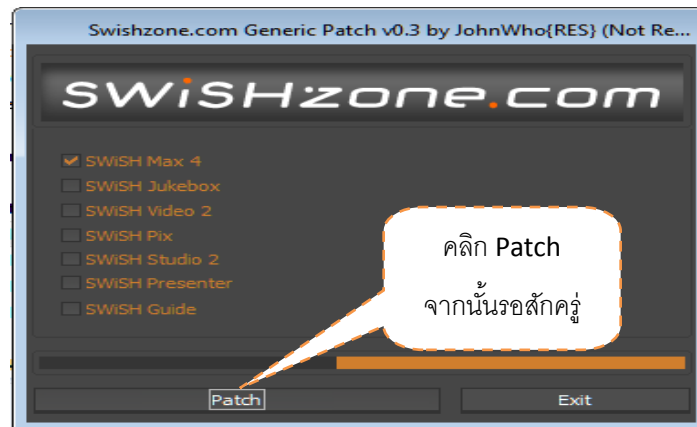 Swishzone.com Generic Patch v0.3 by JohnWho{RES} (Not Re...
SWiSHzone.com
SWiSH Max 4
SWiSH Jukebox
SWiSH Video 2
SWiSH Pix
SWiSH Studio 2
SWiSH Presenter
SWiSH Guide
คลิก Patch
จากนั้นรอสักครู่
Patch
Exit